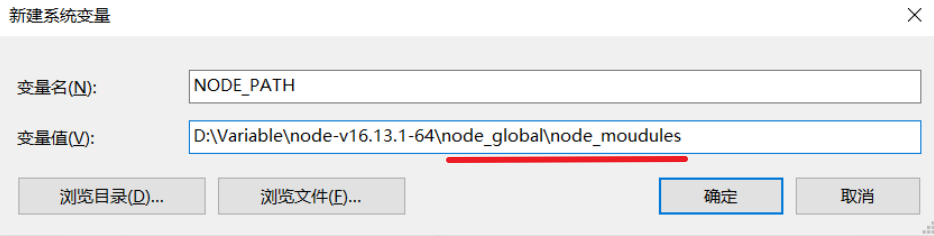 新建系统变量
变量名(N):
NODE_PATH
变量值(V):
D:\Variable\node-v16.13.1-64\node_global\node_moudules
浏览目录(D)...
浏览文件(F)...
确定
取消